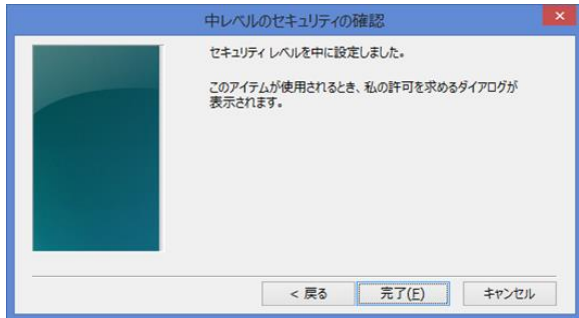 中レベルのセキュリティの確認
セキュリティ レベルを中に設定しました。
このアイテムが使用されるとき、私の許可を求めるダイアログが
表示されます。
< 戻る 完了(F) キャンセル